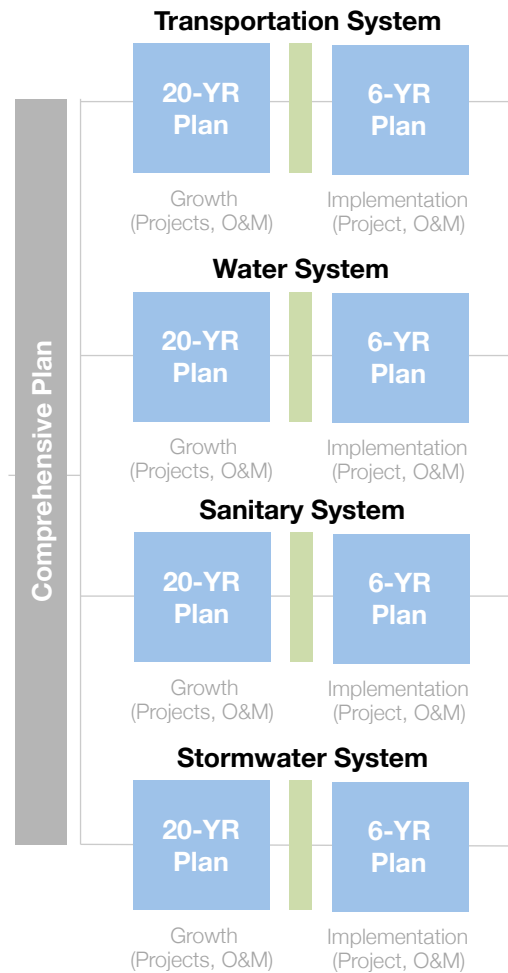 Comprehensive Plan
Transportation System
20-YR
Plan
6-YR
Plan
Growth
(Projects, O&M)
Implementation
(Project, O&M)
Water System
20-YR
Plan
6-YR
Plan
Growth
(Projects, O&M)
Implementation
(Project, O&M)
Sanitary System
20-YR
Plan
6-YR
Plan
Growth
(Projects, O&M)
Implementation
(Project, O&M)
Stormwater System
20-YR
Plan
6-YR
Plan
Growth
(Projects, O&M)
Implementation
(Project, O&M)